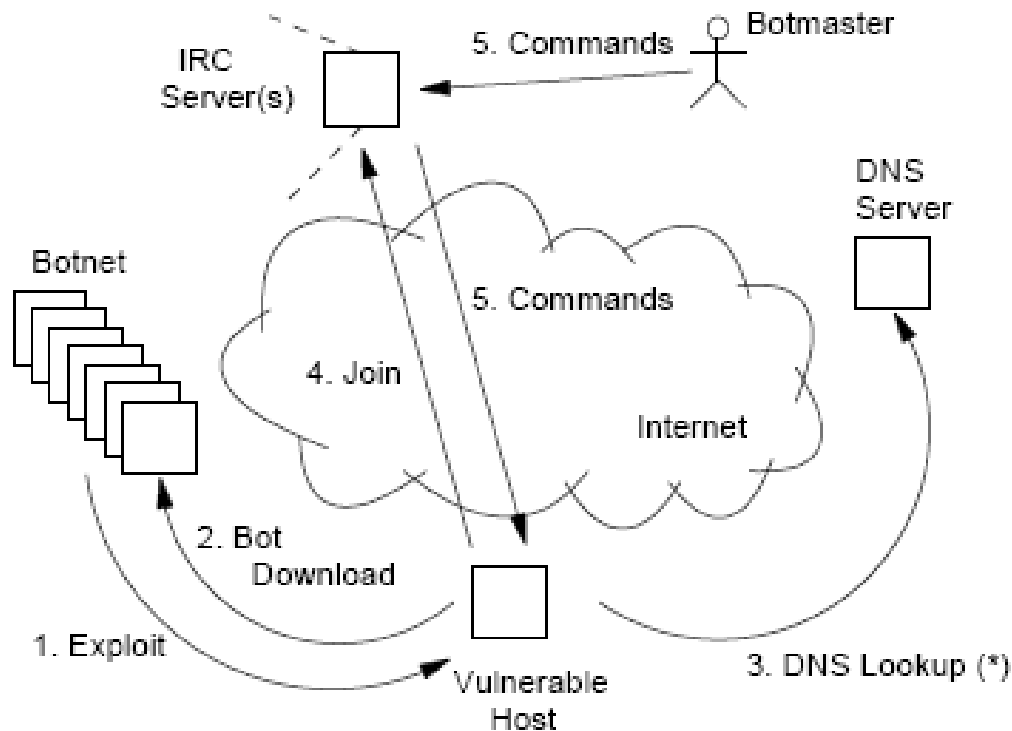 5. Commands
Botmaster
IRC
Server(s)
DNS
Server
Botnet
5. Commands
4. Join
Internet
2. Bot
Download
1. Exploit
3. DNS Lookup (*)
Vulnerable
Host